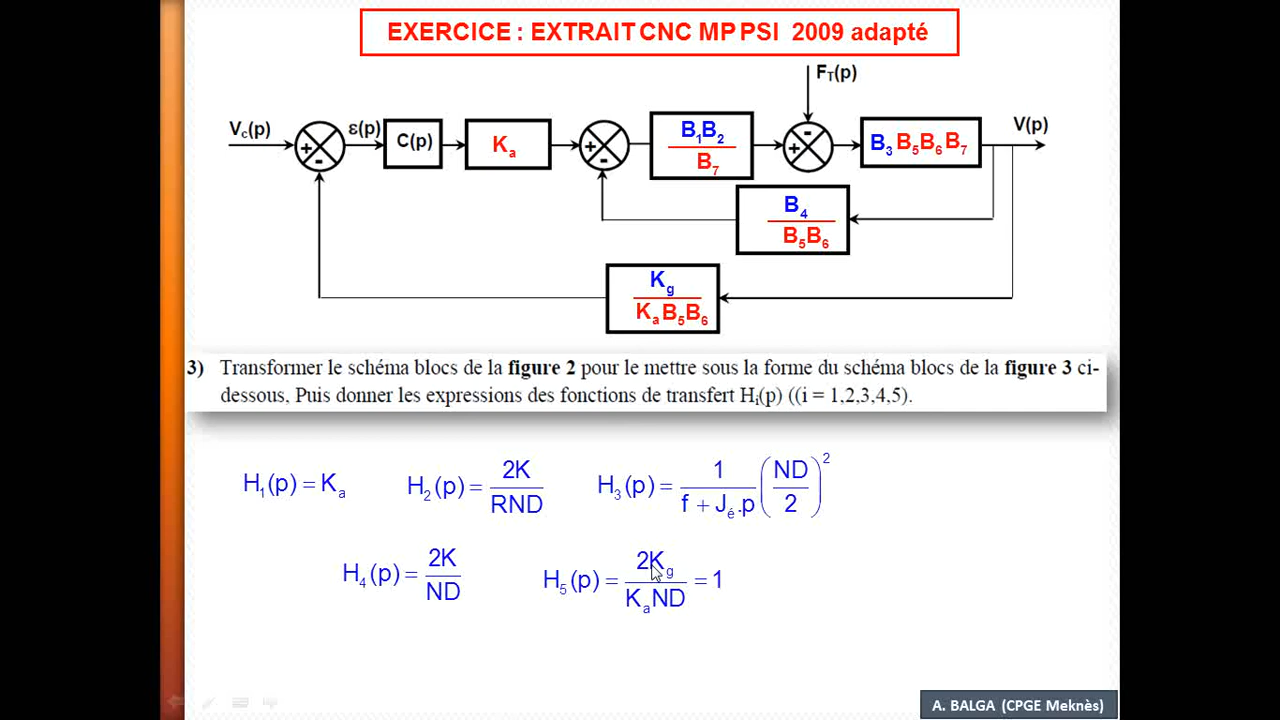 EXERCICE : EXTRAIT CNC MP PSI 2009 adapté
F_T(p)
V_c(p) + - ε(p) C(p) K_a + - B_1B_2 / B_7 - + B_3 B_5B_6B_7 V(p)
B_4 / B_5B_6
K_g / K_aB_5B_6
3) Transformer le schéma blocs de la figure 2 pour le mettre sous la forme du schéma blocs de la figure 3 ci-
dessous. Puis donner les expressions des fonctions de transfert H_i(p) ((i = 1,2,3,4,5).
H_1(p) = K_a H_2(p) = 2K / RND H_3(p) = 1 / (f + J_é.p) (ND / 2)^2
H_4(p) = 2K / ND H_5(p) = 2K_g / K_aND = 1
A. BALGA (CPGE Meknès)